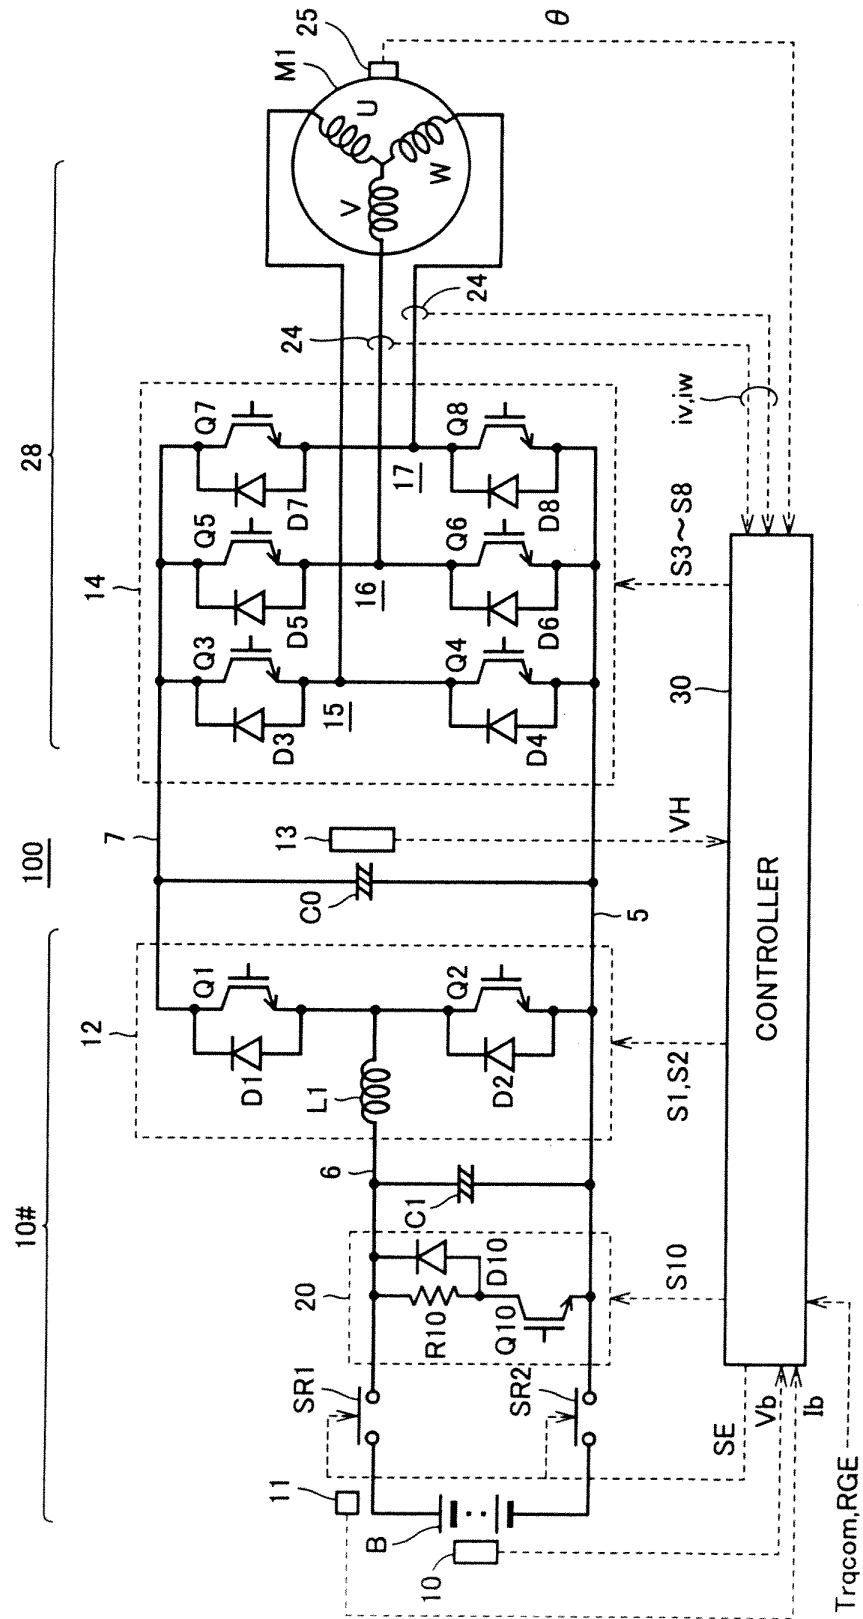 100
10#
28
12
7
14
20
6
13
11
SR1
SR2
B
10
R10
D10
Q10
C1
L1
Q1
D1
Q2
D2
C0
5
Q3
D3
Q4
D4
Q5
D5
Q6
D6
Q7
D7
Q8
D8
15
16
17
24
24
M1
25
U
V
W
θ
SE
Vb
Ib
Trqcom,RGE
S10
S1,S2
VH
30
S3~S8
iv,iw
CONTROLLER